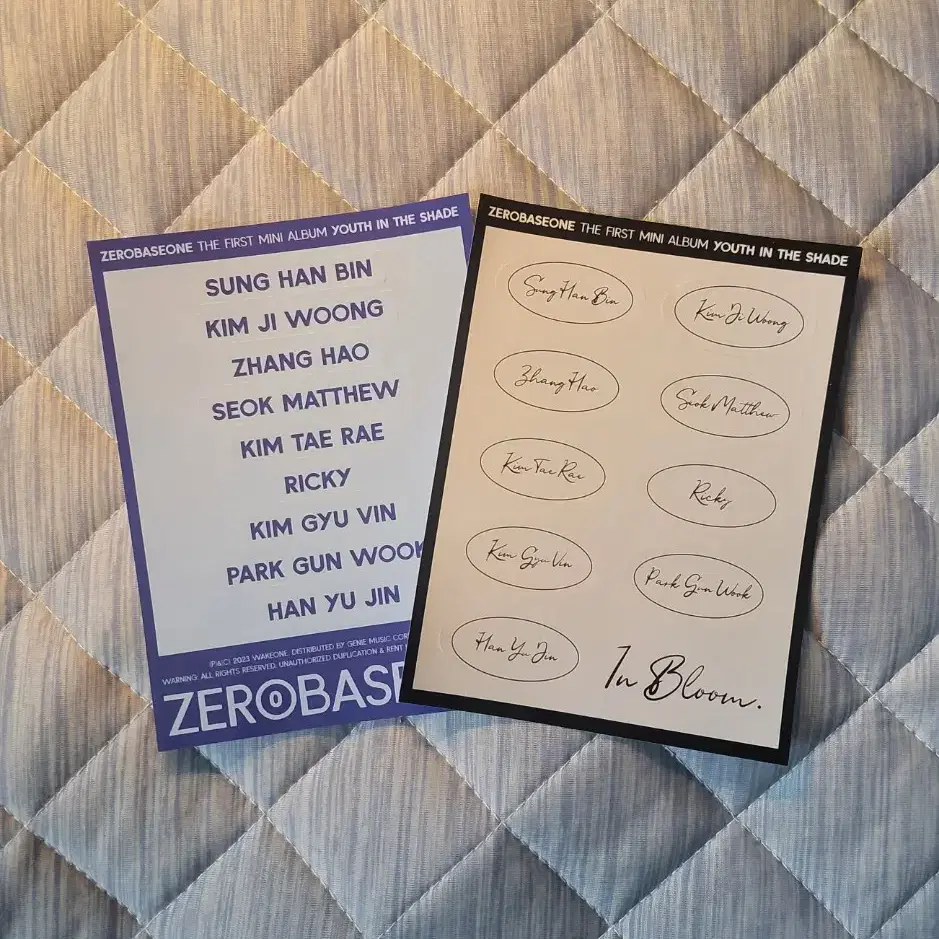 ZEROBASEONE THE FIRST MINI ALBUM YOUTH IN THE SHADE
SUNG HAN BIN
KIM JI WOONG
ZHANG HAO
SEOK MATTHEW
KIM TAE RAE
RICKY
KIM GYU VIN
PARK GUN WOOK
HAN YU JIN
(P&C) 2023 WAKEONE. DISTRIBUTED BY GENIE MUSIC COR
WARNING: ALL RIGHTS RESERVED. UNAUTHORIZED DUPLICATION & RENT
ZEROBASE
ZEROBASEONE THE FIRST MINI ALBUM YOUTH IN THE SHADE
Sung Han Bin
Kim Ji Woong
Zhang Hao
Seok Matthew
Kim Tae Rae
Ricky
Kim Gyu Vin
Park Gun Wook
Han Yu Jin
In Bloom.